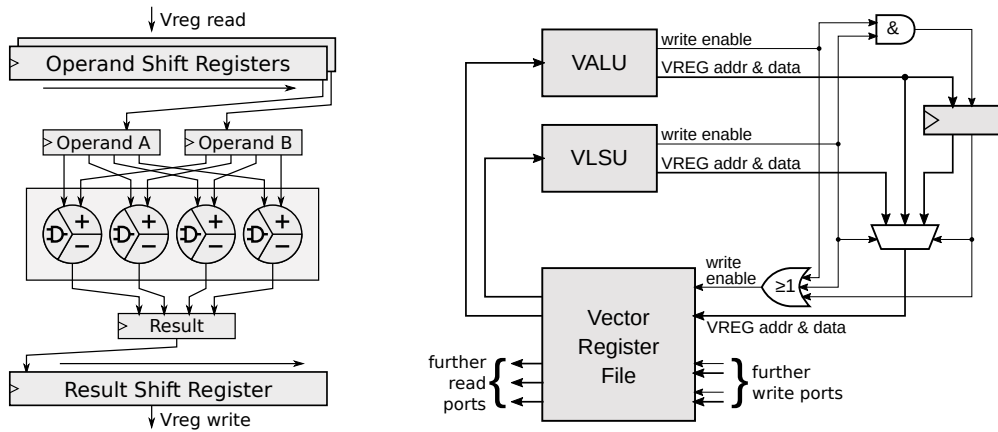 Vreg read
Operand Shift Registers
Operand A
Operand B
+
+
+
+
−
−
−
−
Result
Result Shift Register
Vreg write
VALU
write enable
VREG addr & data
&
VLSU
write enable
VREG addr & data
write
enable
≥1
VREG addr & data
Vector
Register
File
further
read
ports
further
write ports